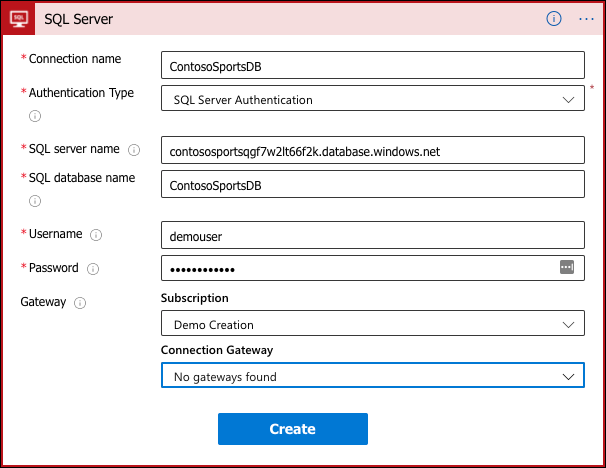 SQL SQL Server
* Connection name ContosoSportsDB
* Authentication Type SQL Server Authentication *
* SQL server name contososportsqgf7w2lt66f2k.database.windows.net
* SQL database name ContosoSportsDB
* Username demouser
* Password ••••••••••••
Gateway Subscription
Demo Creation
Connection Gateway
No gateways found
Create